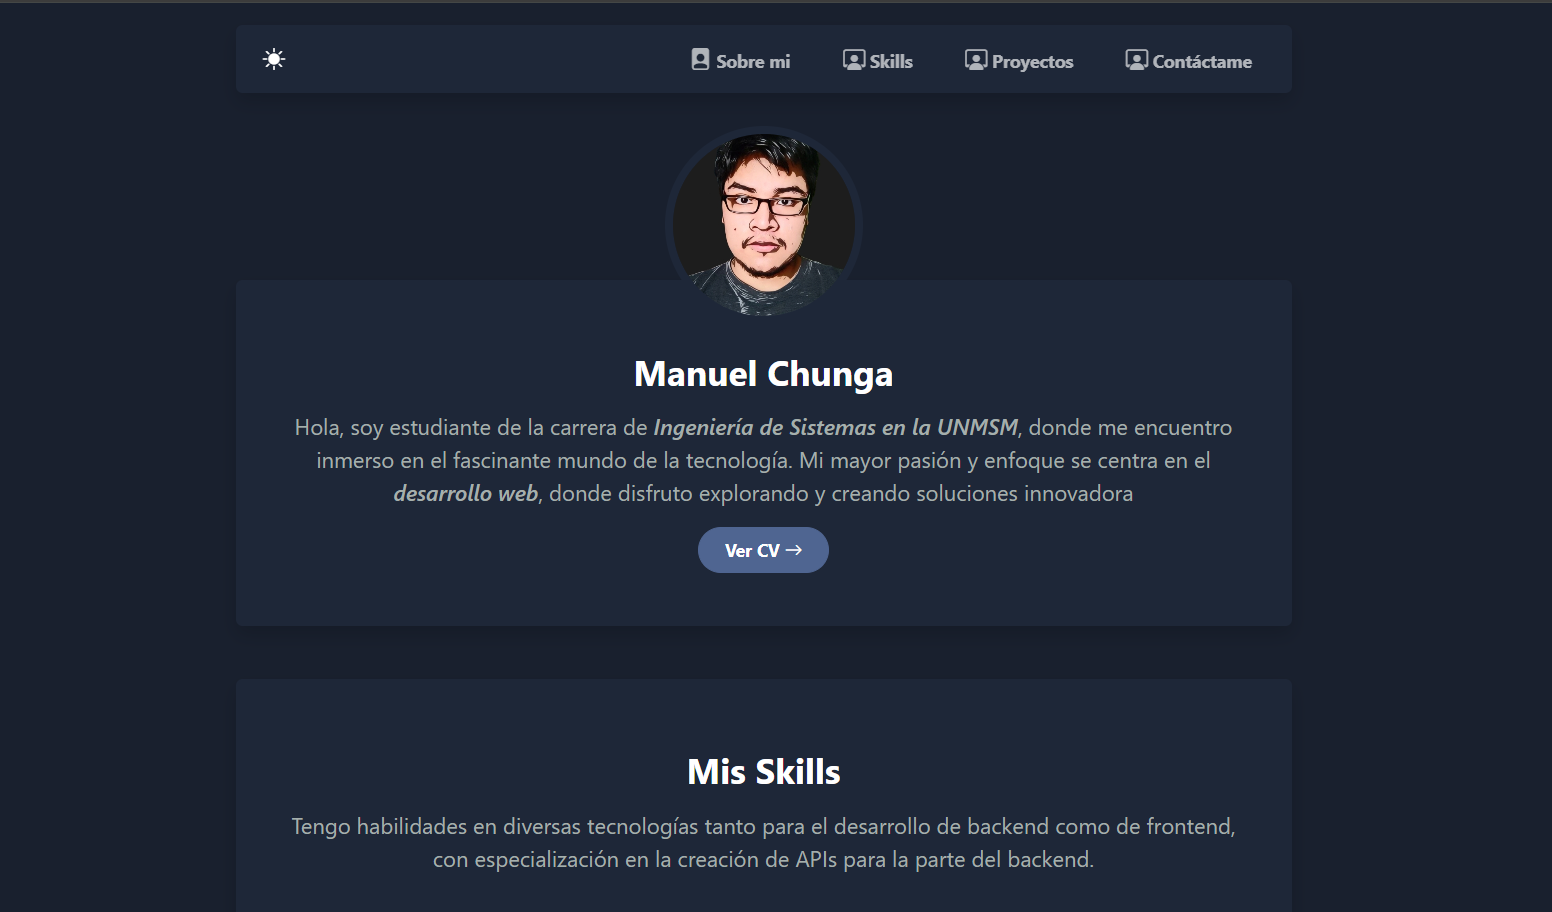 Sobre mi Skills Proyectos Contáctame
Manuel Chunga
Hola, soy estudiante de la carrera de Ingeniería de Sistemas en la UNMSM, donde me encuentro
inmerso en el fascinante mundo de la tecnología. Mi mayor pasión y enfoque se centra en el
desarrollo web, donde disfruto explorando y creando soluciones innovadora
Ver CV →
Mis Skills
Tengo habilidades en diversas tecnologías tanto para el desarrollo de backend como de frontend,
con especialización en la creación de APIs para la parte del backend.